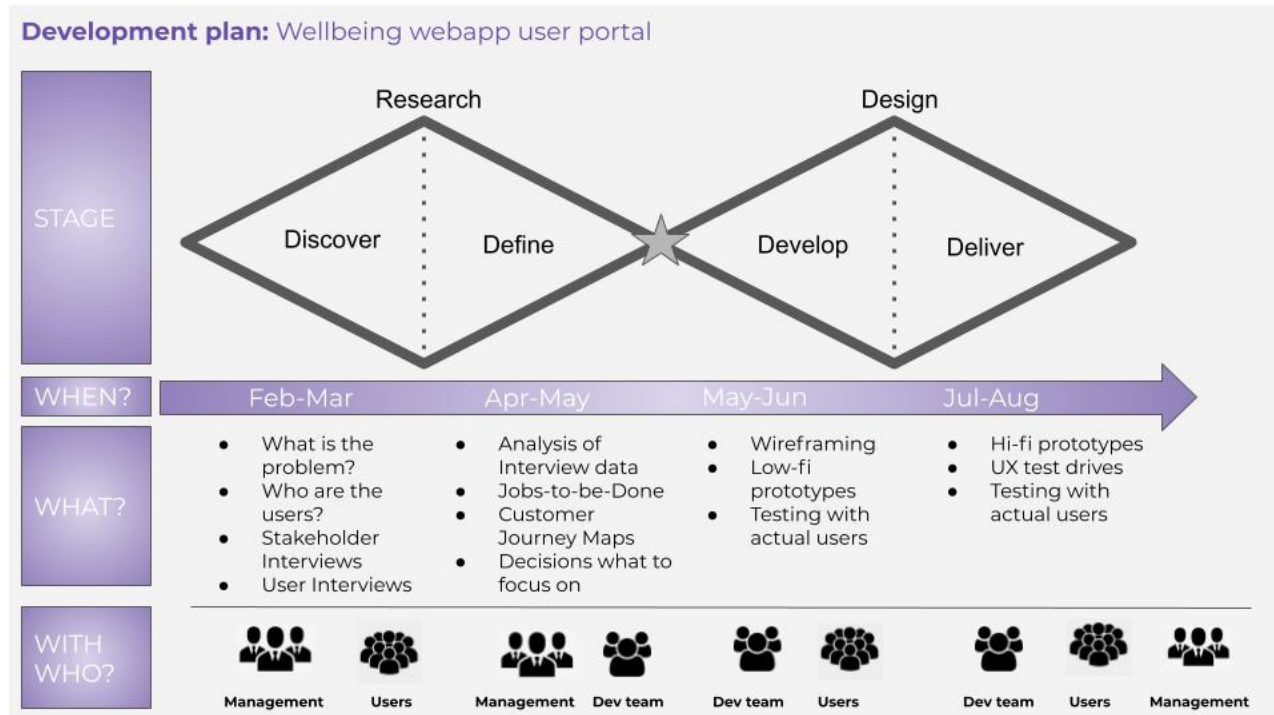 Development plan: Wellbeing webapp user portal
STAGE
Research
Design
Discover
Define
Develop
Deliver
WHEN?
Feb-Mar
Apr-May
May-Jun
Jul-Aug
WHAT?
● What is the
problem?
● Who are the
users?
● Stakeholder
Interviews
● User Interviews
● Analysis of
Interview data
● Jobs-to-be-Done
● Customer
Journey Maps
● Decisions what to
focus on
● Wireframing
● Low-fi
prototypes
● Testing with
actual users
● Hi-fi prototypes
● UX test drives
● Testing with
actual users
WITH
WHO?
Management
Users
Management
Dev team
Dev team
Users
Dev team
Users
Management